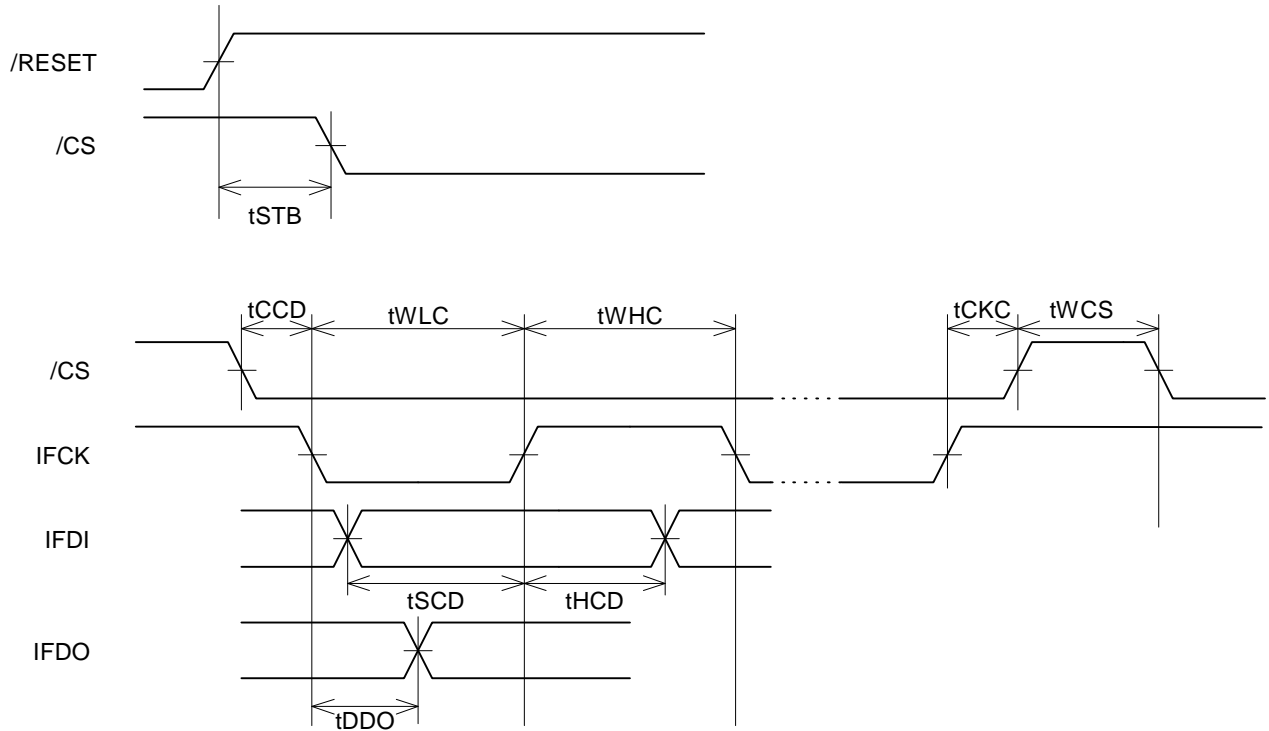 /RESET
/CS
tSTB
tCCD
tWLC
tWHC
tCKC
tWCS
/CS
IFCK
IFDI
tSCD
tHCD
IFDO
tDDO